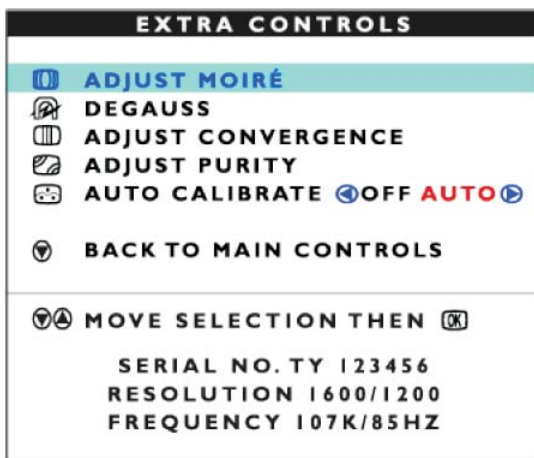 EXTRA CONTROLS
ADJUST MOIRÉ
DEGAUSS
ADJUST CONVERGENCE
ADJUST PURITY
AUTO CALIBRATE OFF AUTO
BACK TO MAIN CONTROLS
MOVE SELECTION THEN OK
SERIAL NO. TY 123456
RESOLUTION 1600/1200
FREQUENCY 107K/85HZ